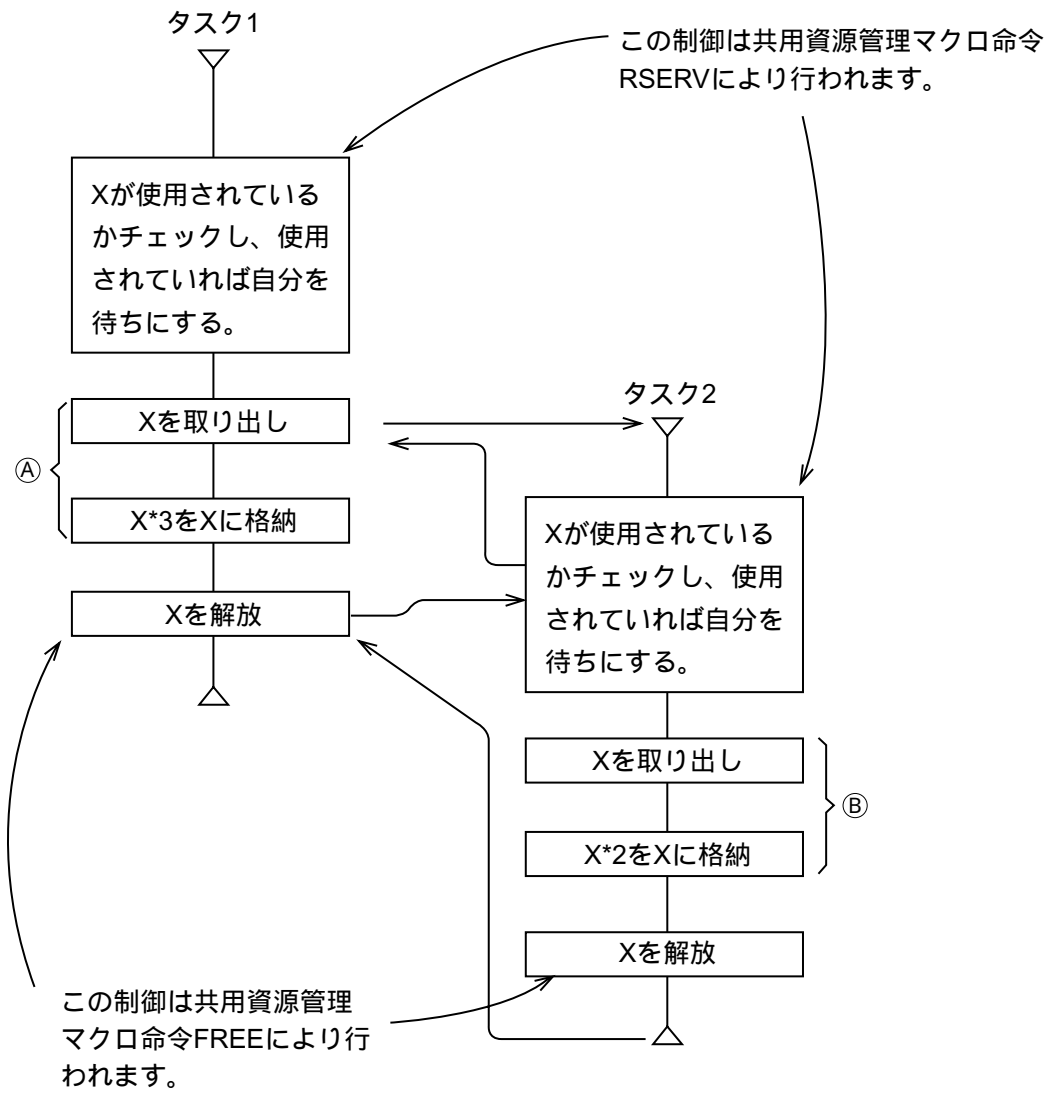 タスク1
この制御は共用資源管理マクロ命令
RSERVにより行われます。
Xが使用されている
かチェックし、使用
されていれば自分を
待ちにする。
Xを取り出し
Ⓐ
X*3をXに格納
Xを解放
タスク2
Xが使用されている
かチェックし、使用
されていれば自分を
待ちにする。
Xを取り出し
Ⓑ
X*2をXに格納
Xを解放
この制御は共用資源管理
マクロ命令FREEにより行
われます。